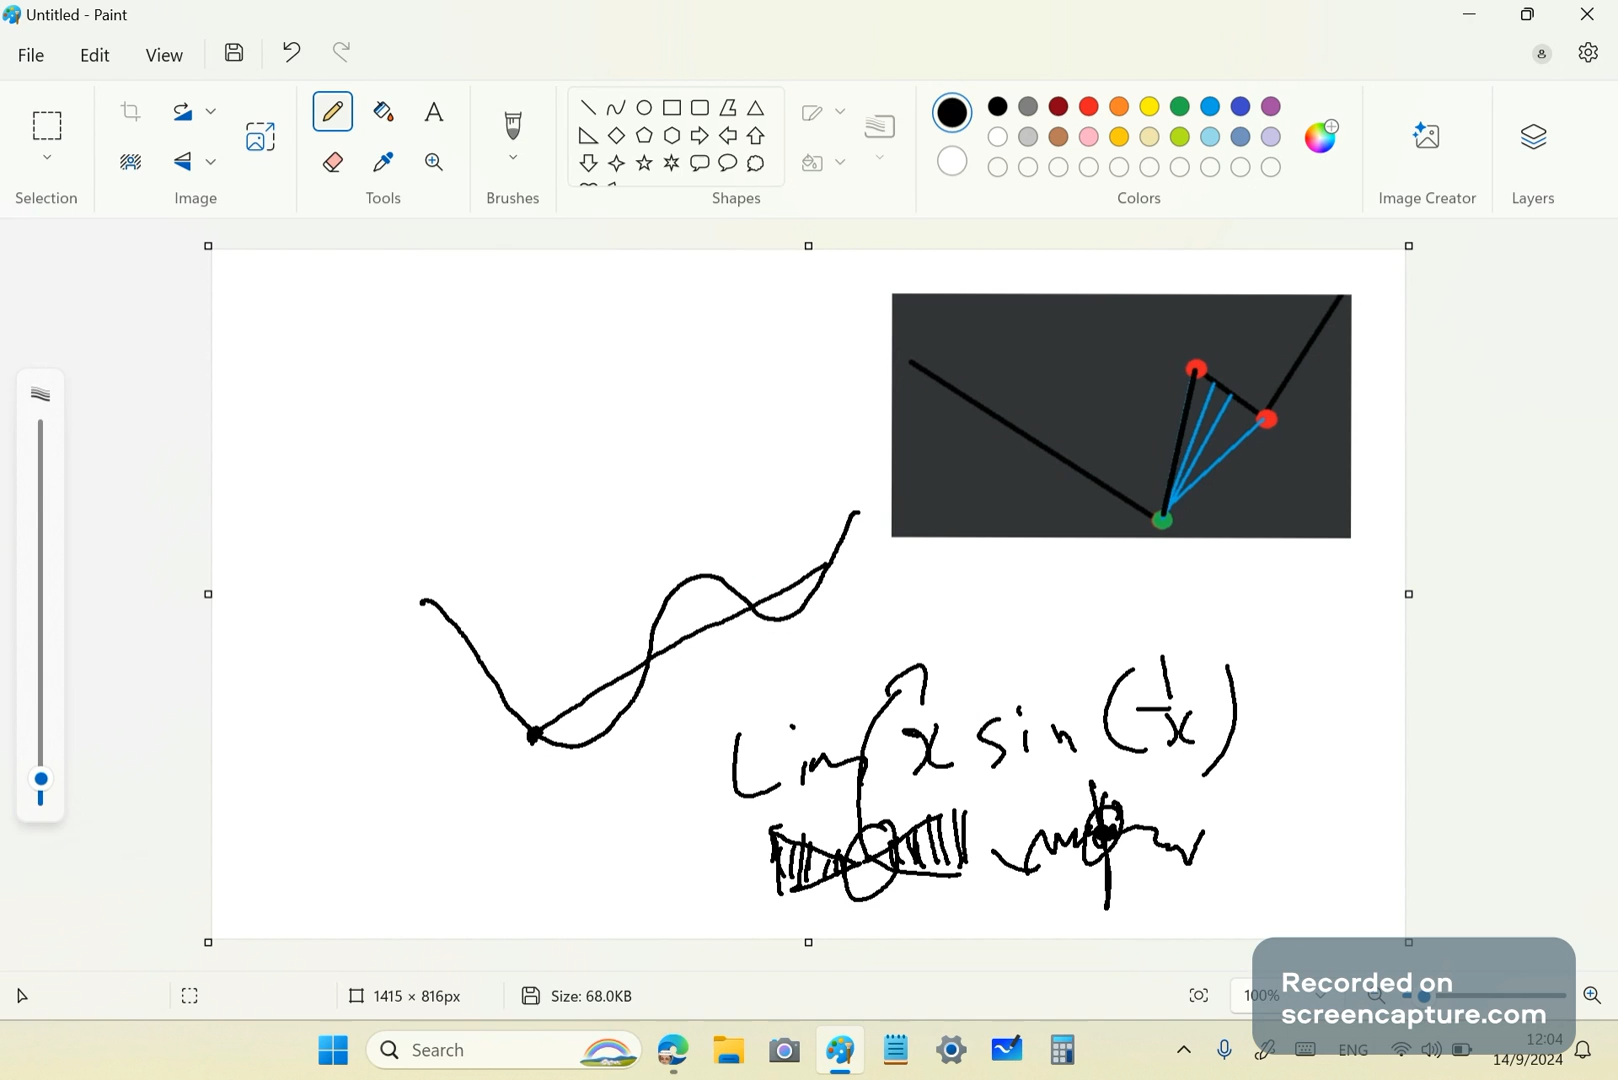 Untitled - Paint
File Edit View
Selection Image Tools Brushes Shapes Colors Image Creator Layers
A
Lim x sin (1/x)
1415 × 816px Size: 68.0KB 100%
Recorded on
screencapture.com
Search ENG 12:04
14/9/2024